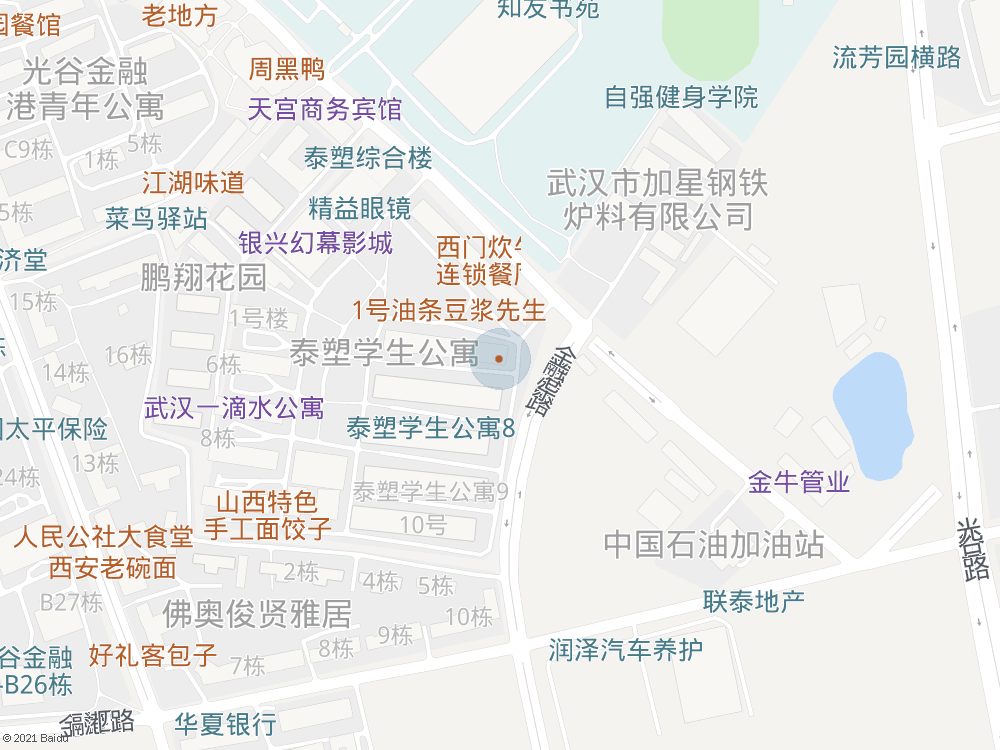 知友书苑
老地方
园餐馆
流芳园横路
光谷金融
港青年公寓
周黑鸭
自强健身学院
天宫商务宾馆
5栋
C9栋
1栋
泰塑综合楼
武汉市加星钢铁
炉料有限公司
江湖味道
精益眼镜
5栋
菜鸟驿站
银兴幻幕影城
西门炊
连锁餐厅
济堂
鹏翔花园
15栋
1号油条豆浆先生
1号楼
16栋
泰塑学生公寓
6栋
14栋
栋
金融港路
武汉一滴水公寓
太平保险
8栋
泰塑学生公寓8
13栋
24栋
金牛管业
山西特色
手工面饺子
泰塑学生公寓9
10号
人民公社大食堂
西安老碗面
中国石油加油站
光谷路
2栋
4栋
5栋
B27栋
联泰地产
佛奥俊贤雅居
10栋
9栋
8栋
润泽汽车养护
谷金融
B26栋
好礼客包子
7栋
华夏银行
© 2021 Baidu